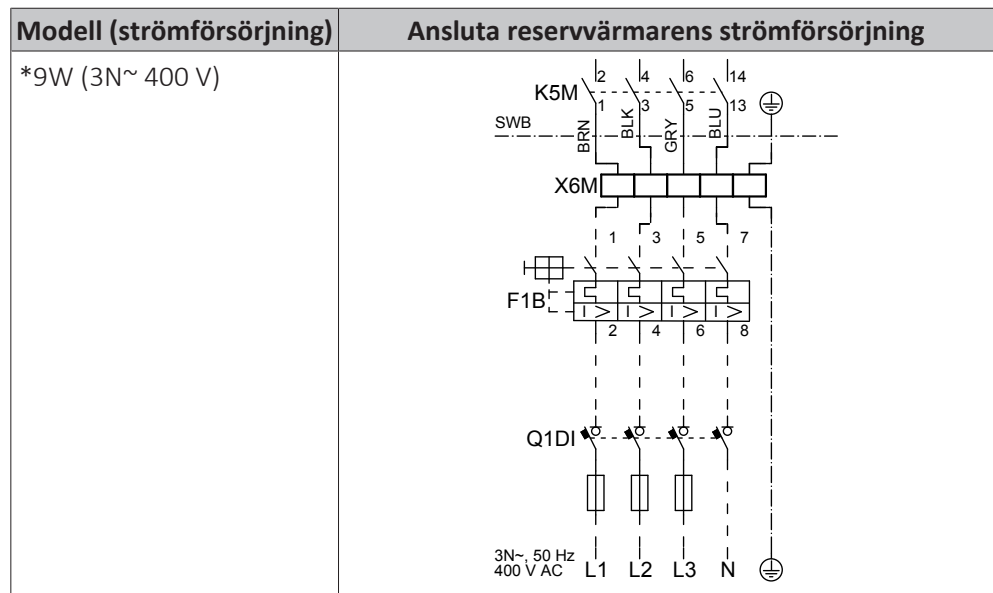 Modell (strömförsörjning) Ansluta reservvärmarens strömförsörjning
*9W (3N~ 400 V)
2 4 6 14
K5M
1 3 5 13
SWB
BRN BLK GRY BLU
X6M
1 3 5 7
F1B
I > I > I > I >
2 4 6 8
Q1DI
3N~, 50 Hz
400 V AC
L1 L2 L3 N